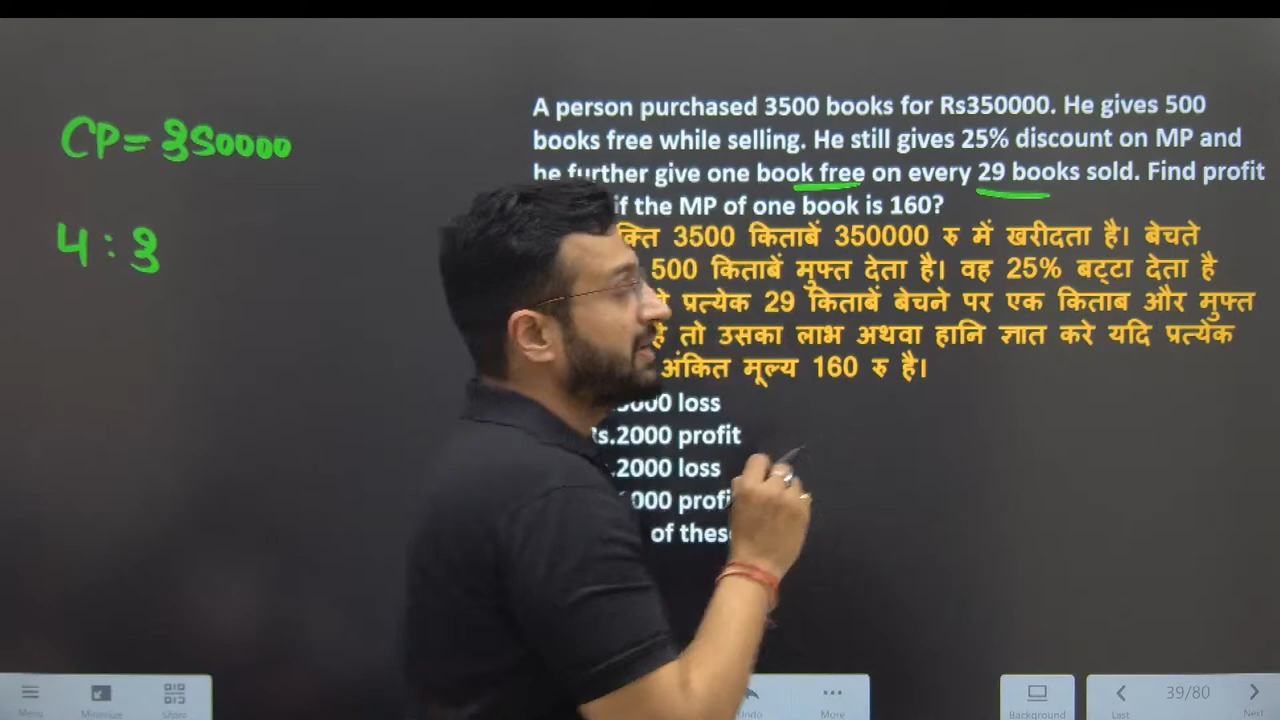 CP= 350000
4 : 3
A person purchased 3500 books for Rs350000. He gives 500
books free while selling. He still gives 25% discount on MP and
he further give one book free on every 29 books sold. Find profit
if the MP of one book is 160?
3500 किताबें 350000 रु में खरीदता है। बेचते
500 किताबें मुफ्त देता है। वह 25% बट्टा देता है
प्रत्येक 29 किताबें बेचने पर एक किताब और मुफ्त
है तो उसका लाभ अथवा हानि ज्ञात करे यदि प्रत्येक
अंकित मूल्य 160 रु है।
loss
Rs.2000 profit
.2000 loss
000
of
Menu
Minimize
Share
Undo
More
Background
Last
39/80
Next